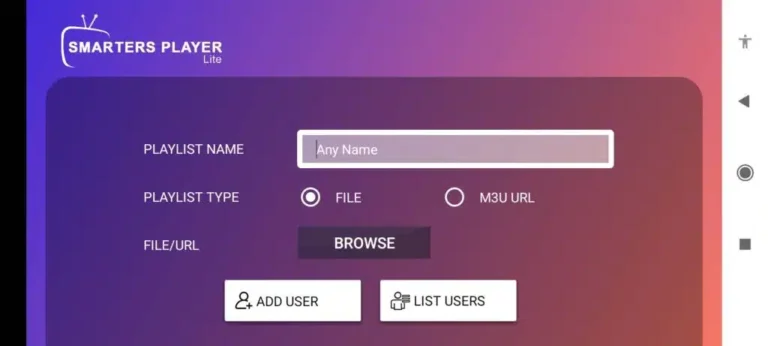 SMARTERS PLAYER
Lite
PLAYLIST NAME
Any Name
PLAYLIST TYPE
FILE
M3U URL
FILE/URL
BROWSE
ADD USER
LIST USERS